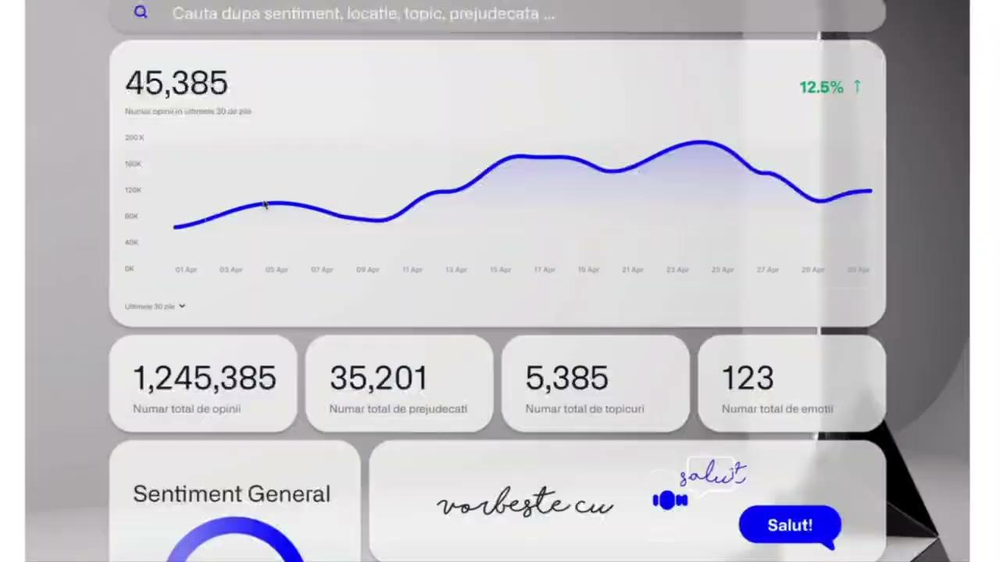 Cauta dupa sentiment, locatie, topic, prejudecata ...
45,385
12.5% ↑
Numar opinii in ultimele 30 de zile
200K
160K
120K
80K
40K
0K
01 Apr 03 Apr 05 Apr 07 Apr 09 Apr 11 Apr 13 Apr 15 Apr 17 Apr 19 Apr 21 Apr 23 Apr 25 Apr 27 Apr 29 Apr 30 Apr
Ultimele 30 zile
1,245,385 35,201 5,385 123
Numar total de opinii Numar total de prejudecati Numar total de topicuri Numar total de emotii
Sentiment General
vorbeste cu
salut
Salut!